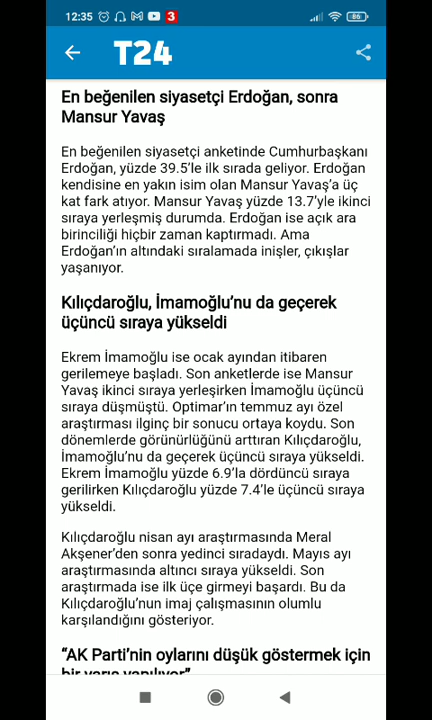 12:35
3
86
T24
En beğenilen siyasetçi Erdoğan, sonra
Mansur Yavaş
En beğenilen siyasetçi anketinde Cumhurbaşkanı
Erdoğan, yüzde 39.5'le ilk sırada geliyor. Erdoğan
kendisine en yakın isim olan Mansur Yavaş'a üç
kat fark atıyor. Mansur Yavaş yüzde 13.7'yle ikinci
sıraya yerleşmiş durumda. Erdoğan ise açık ara
birinciliği hiçbir zaman kaptırmadı. Ama
Erdoğan'ın altındaki sıralamada inişler, çıkışlar
yaşanıyor.
Kılıçdaroğlu, İmamoğlu'nu da geçerek
üçüncü sıraya yükseldi
Ekrem İmamoğlu ise ocak ayından itibaren
gerilemeye başladı. Son anketlerde ise Mansur
Yavaş ikinci sıraya yerleşirken İmamoğlu üçüncü
sıraya düşmüştü. Optimar'ın temmuz ayı özel
araştırması ilginç bir sonucu ortaya koydu. Son
dönemlerde görünürlüğünü arttıran Kılıçdaroğlu,
İmamoğlu'nu da geçerek üçüncü sıraya yükseldi.
Ekrem İmamoğlu yüzde 6.9'la dördüncü sıraya
gerilirken Kılıçdaroğlu yüzde 7.4'le üçüncü sıraya
yükseldi.
Kılıçdaroğlu nisan ayı araştırmasında Meral
Akşener'den sonra yedinci sıradaydı. Mayıs ayı
araştırmasında altıncı sıraya yükseldi. Son
araştırmada ise ilk üçe girmeyi başardı. Bu da
Kılıçdaroğlu'nun imaj çalışmasının olumlu
karşılandığını gösteriyor.
"AK Parti'nin oylarını düşük göstermek için
bir yarış yapılıyor"